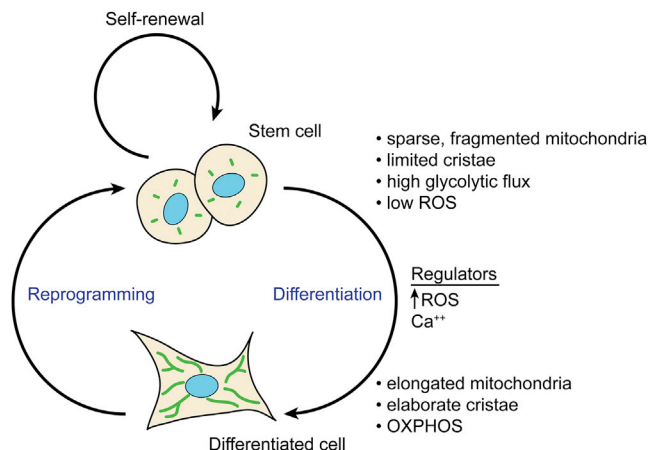 Self-renewal
Stem cell
• sparse, fragmented mitochondria
• limited cristae
• high glycolytic flux
• low ROS
Reprogramming
Differentiation
Regulators
↑ROS
Ca++
• elongated mitochondria
• elaborate cristae
• OXPHOS
Differentiated cell